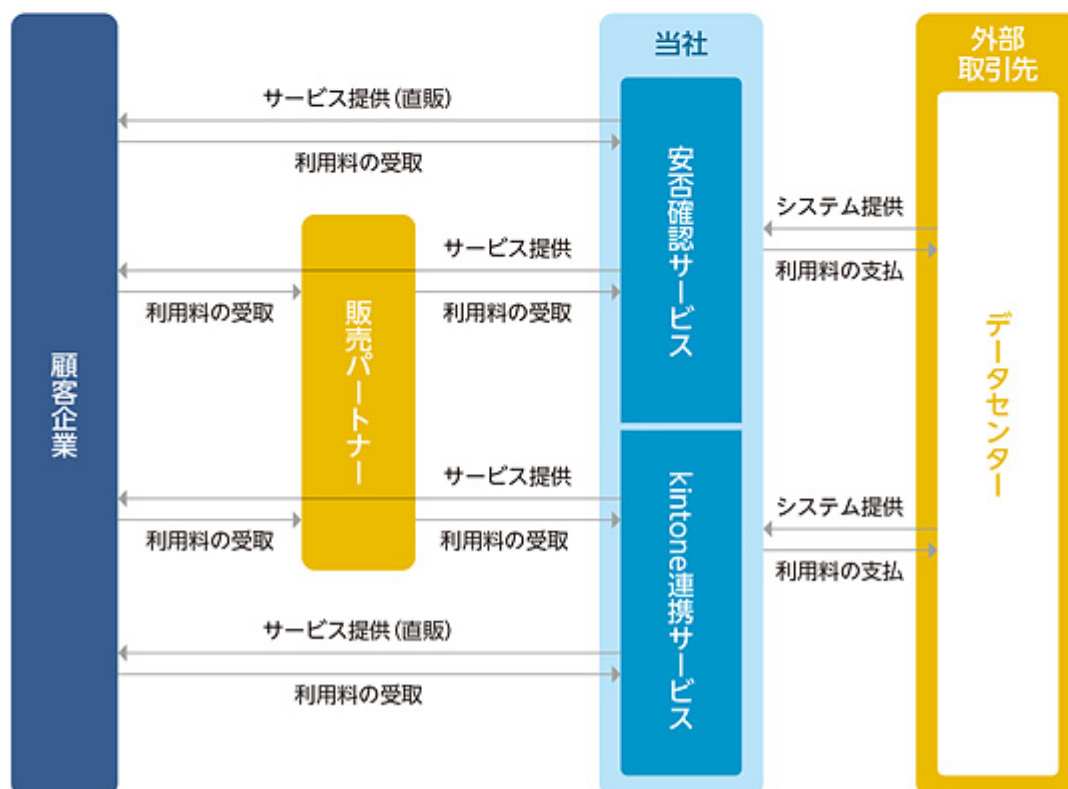 当社
外部
取引先
サービス提供(直販)
利用料の受取
安否確認サービス
システム提供
利用料の支払
サービス提供
利用料の受取
利用料の受取
販売パートナー
顧客企業
データセンター
サービス提供
利用料の受取
利用料の受取
kintone連携サービス
システム提供
利用料の支払
サービス提供(直販)
利用料の受取